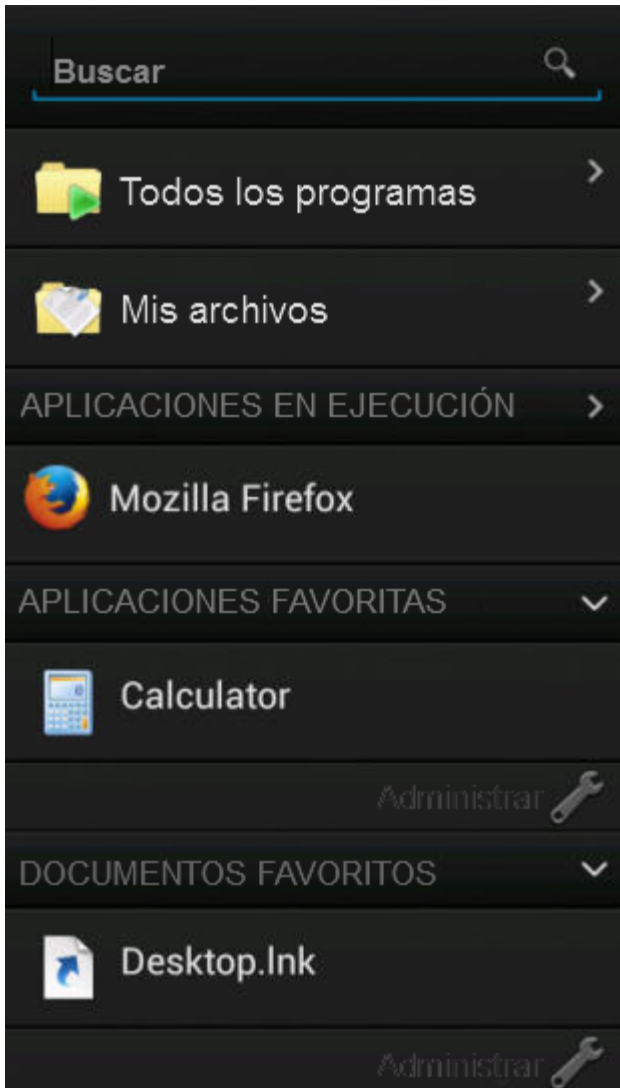 Buscar
Todos los programas
Mis archivos
APLICACIONES EN EJECUCIÓN
Mozilla Firefox
APLICACIONES FAVORITAS
Calculator
Administrar
DOCUMENTOS FAVORITOS
Desktop.lnk
Administrar